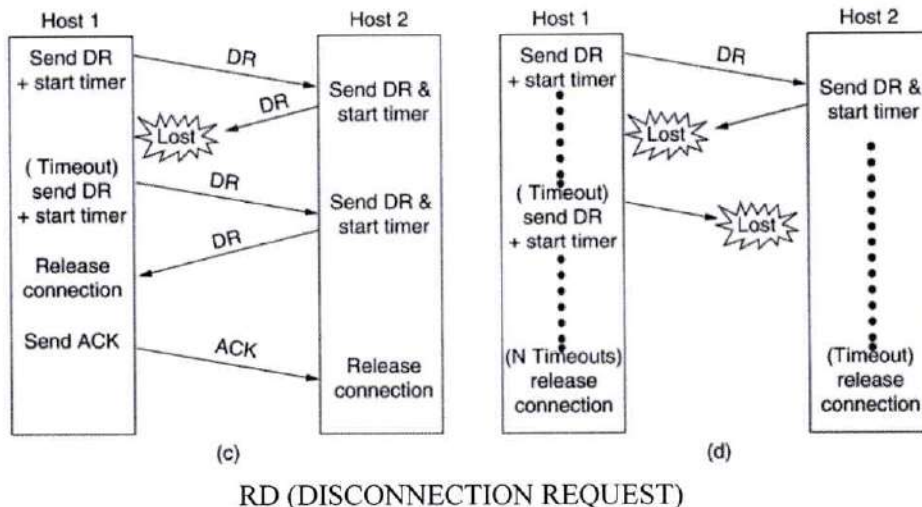 Host 1
Host 2
Send DR
+ start timer
DR
Send DR &
start timer
DR
Lost
( Timeout)
send DR
+ start timer
DR
Send DR &
start timer
DR
Release
connection
Send ACK
ACK
Release
connection
(c)
Host 1
Host 2
Send DR
+ start timer
DR
Send DR &
start timer
Lost
( Timeout)
send DR
+ start timer
Lost
(N Timeouts)
release
connection
(Timeout)
release
connection
(d)
RD (DISCONNECTION REQUEST)